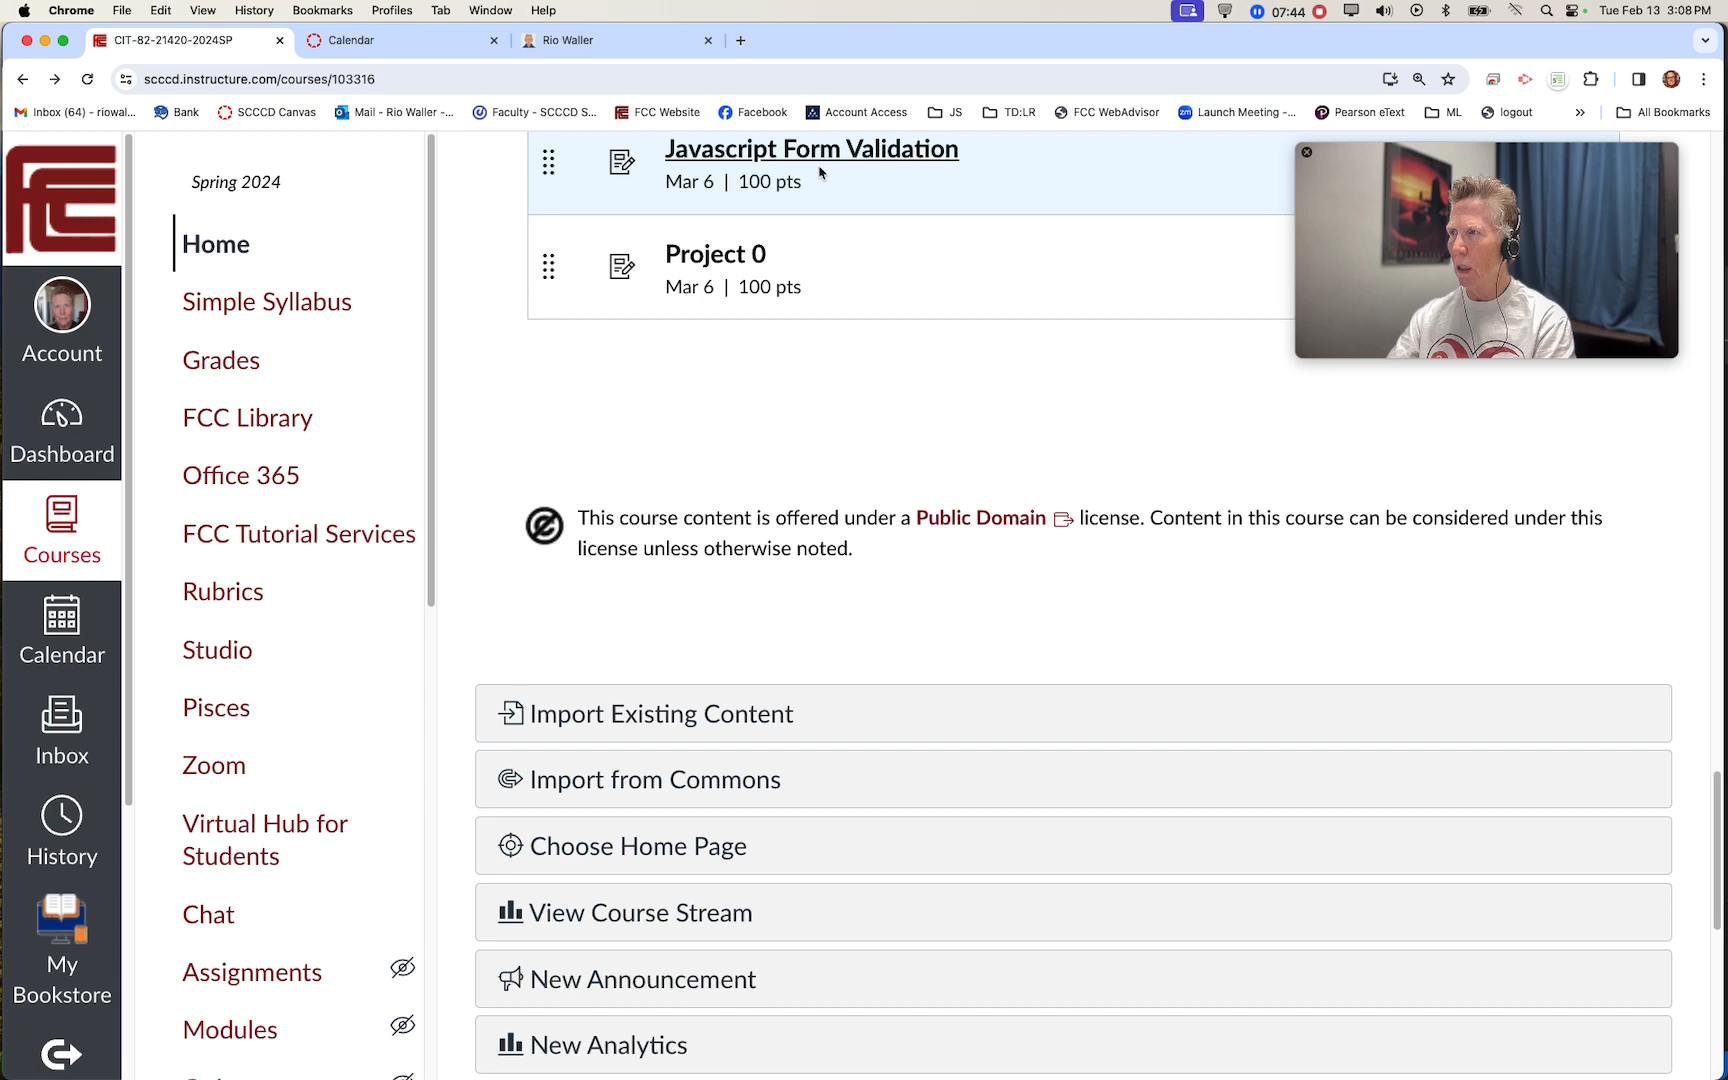 Chrome File Edit View History Bookmarks Profiles Tab Window Help 07:44 Tue Feb 13 3:08 PM
CIT-82-21420-2024SP Calendar Rio Waller
scccd.instructure.com/courses/103316
Inbox (64) – riowal... Bank SCCCD Canvas Mail - Rio Waller –... Faculty – SCCCD S... FCC Website Facebook Account Access JS TD:LR FCC WebAdvisor Launch Meeting –... Pearson eText ML logout » All Bookmarks
Account
Dashboard
Courses
Calendar
Inbox
History
My
Bookstore
Spring 2024
Home
Simple Syllabus
Grades
FCC Library
Office 365
FCC Tutorial Services
Rubrics
Studio
Pisces
Zoom
Virtual Hub for
Students
Chat
Assignments
Modules
Javascript Form Validation
Mar 6 | 100 pts
Project 0
Mar 6 | 100 pts
This course content is offered under a Public Domain license. Content in this course can be considered under this
license unless otherwise noted.
Import Existing Content
Import from Commons
Choose Home Page
View Course Stream
New Announcement
New Analytics